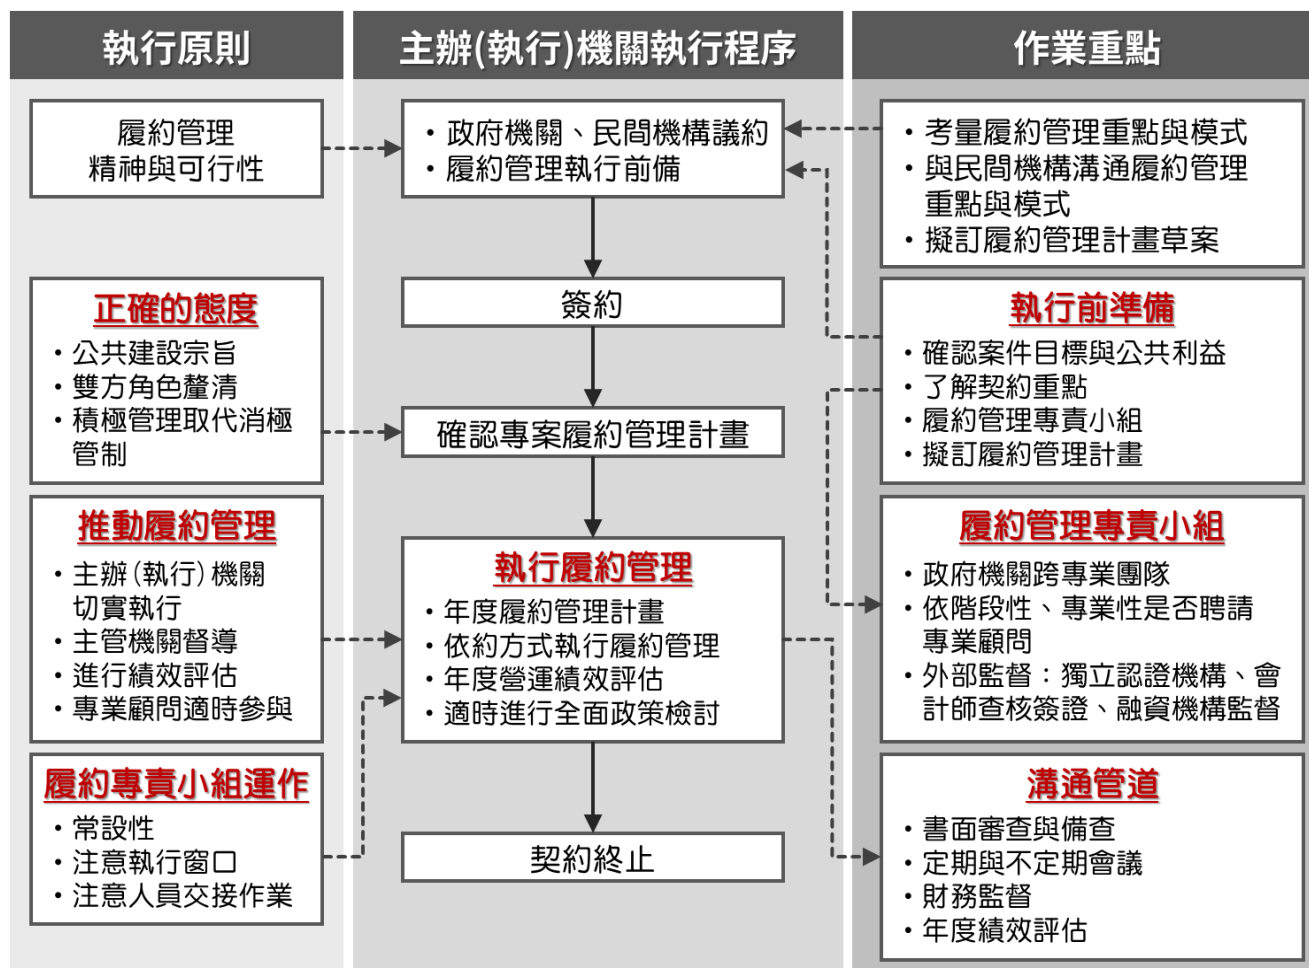 執行原則
主辦(執行)機關執行程序
作業重點
履約管理
精神與可行性
正確的態度
・公共建設宗旨
・雙方角色釐清
・積極管理取代消極
管制
推動履約管理
・主辦(執行)機關
切實執行
・主管機關督導
・進行績效評估
・專業顧問適時參與
履約專責小組運作
・常設性
・注意執行窗口
・注意人員交接作業
・政府機關、民間機構議約
・履約管理執行前備
簽約
確認專案履約管理計畫
執行履約管理
・年度履約管理計畫
・依約方式執行履約管理
・年度營運績效評估
・適時進行全面政策檢討
契約終止
・考量履約管理重點與模式
・與民間機構溝通履約管理
重點與模式
・擬訂履約管理計畫草案
執行前準備
・確認案件目標與公共利益
・了解契約重點
・履約管理專責小組
・擬訂履約管理計畫
履約管理專責小組
・政府機關跨專業團隊
・依階段性、專業性是否聘請
專業顧問
・外部監督：獨立認證機構、會
計師查核簽證、融資機構監督
溝通管道
・書面審查與備查
・定期與不定期會議
・財務監督
・年度績效評估